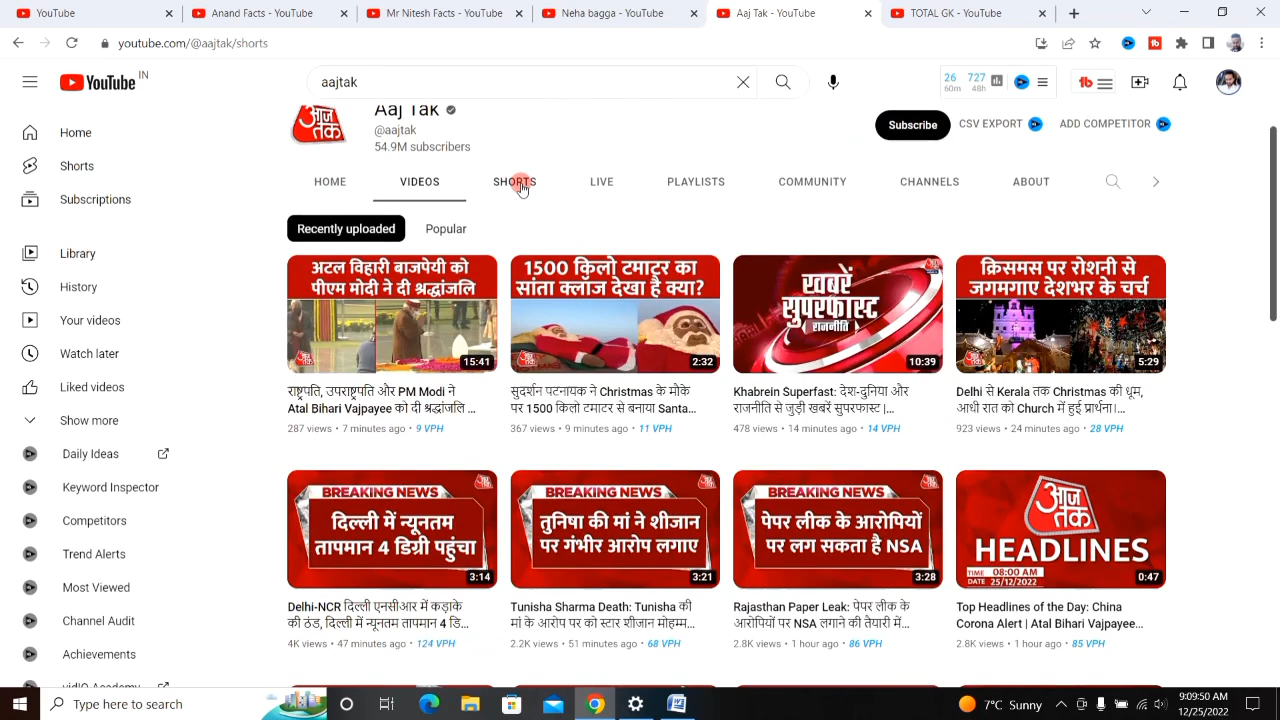 YouTube
Anand Facts - YouTube
Mr Nitesh Facts - YouTube
Neha bagga - YouTube
Aaj Tak - YouTube
TOTAL GK - YouTube
youtube.com/@aajtak/shorts
YouTube IN
aajtak
26 60m
727 48h
Home
Shorts
Subscriptions
Library
History
Your videos
Watch later
Liked videos
Show more
Daily Ideas
Keyword Inspector
Competitors
Trend Alerts
Most Viewed
Channel Audit
Achievements
आज तक
Aaj Tak
@aajtak
54.9M subscribers
Subscribe
CSV EXPORT
ADD COMPETITOR
HOME VIDEOS SHORTS LIVE PLAYLISTS COMMUNITY CHANNELS ABOUT
Recently uploaded
Popular
अटल विहारी बाजपेयी को
पीएम मोदी ने दी श्रद्धांजलि
15:41
राष्ट्रपति, उपराष्ट्रपति और PM Modi ने
Atal Bihari Vajpayee को दी श्रद्धांजलि ...
287 views • 7 minutes ago • 9 VPH
1500 किलो टमाटर का
सांता क्लॉज देखा है क्या?
2:32
सुदर्शन पटनायक ने Christmas के मौके
पर 1500 किलो टमाटर से बनाया Santa...
367 views • 9 minutes ago • 11 VPH
खबरें
सुपरफास्ट
राजनीति
10:39
Khabrein Superfast: देश-दुनिया और
राजनीति से जुड़ी खबरें सुपरफास्ट |...
478 views • 14 minutes ago • 14 VPH
क्रिसमस पर रोशनी से
जगमगाए देशभर के चर्च
5:29
Delhi से Kerala तक Christmas की धूम,
आधी रात को Church में हुई प्रार्थना।...
923 views • 24 minutes ago • 28 VPH
BREAKING NEWS
दिल्ली में न्यूनतम
तापमान 4 डिग्री पहुंचा
3:14
Delhi-NCR दिल्ली एनसीआर में कड़ाके
की ठंड, दिल्ली में न्यूनतम तापमान 4 डि...
4K views • 47 minutes ago • 124 VPH
BREAKING NEWS
तुनिषा की मां ने शीजान
पर गंभीर आरोप लगाए
3:21
Tunisha Sharma Death: Tunisha की
मां के आरोप पर को स्टार शीजान मोहम्म...
2.2K views • 51 minutes ago • 68 VPH
BREAKING NEWS
पेपर लीक के आरोपियों
पर लग सकता है NSA
3:28
Rajasthan Paper Leak: पेपर लीक के
आरोपियों पर NSA लगाने की तैयारी में...
2.8K views • 1 hour ago • 86 VPH
आज तक
HEADLINES
TIME 08:00 AM
DATE 25/12/2022
0:47
Top Headlines of the Day: China
Corona Alert | Atal Bihari Vajpayee...
2.8K views • 1 hour ago • 85 VPH
Type here to search
7°C Sunny
9:09:50 AM
12/25/2022